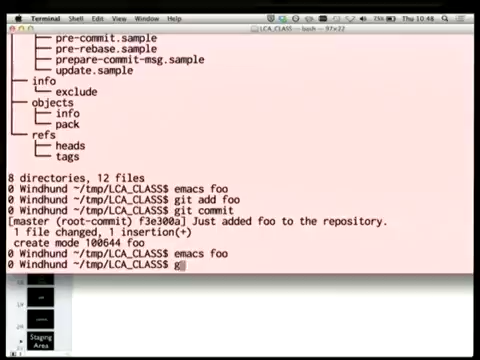 Terminal Shell Edit View Window Help 75% Thu 10:48
LCA_CLASS — bash — 97×22
pre-commit.sample
pre-rebase.sample
prepare-commit-msg.sample
update.sample
info
exclude
objects
info
pack
refs
heads
tags
8 directories, 12 files
0 Windhund ~/tmp/LCA_CLASS$ emacs foo
0 Windhund ~/tmp/LCA_CLASS$ git add foo
0 Windhund ~/tmp/LCA_CLASS$ git commit
[master (root-commit) f3e300a] Just added foo to the repository.
1 file changed, 1 insertion(+)
create mode 100644 foo
0 Windhund ~/tmp/LCA_CLASS$ emacs foo
0 Windhund ~/tmp/LCA_CLASS$ g
Staging
Area